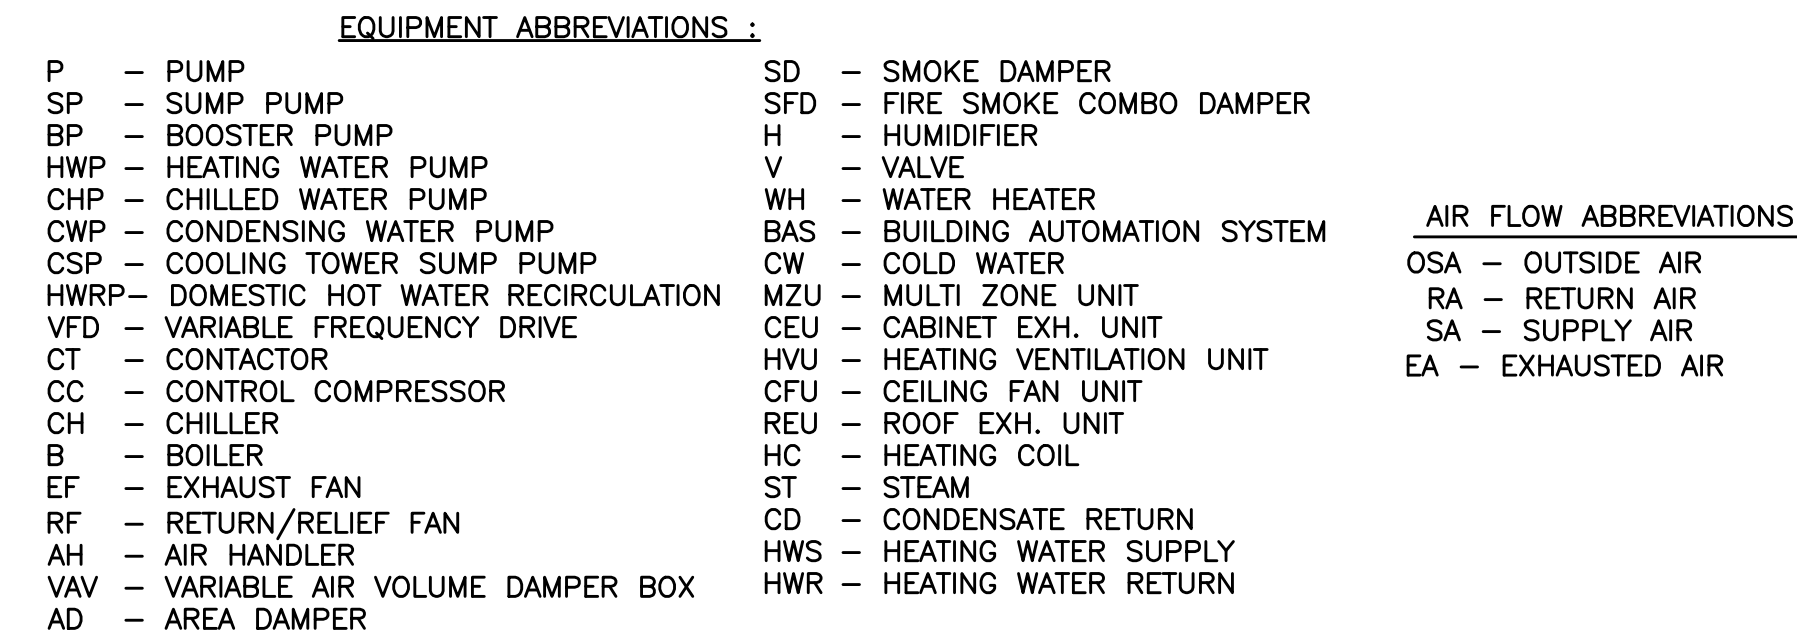 EQUIPMENT ABBREVIATIONS :
P – PUMP
SP – SUMP PUMP
BP – BOOSTER PUMP
HWP – HEATING WATER PUMP
CHP – CHILLED WATER PUMP
CWP – CONDENSING WATER PUMP
CSP – COOLING TOWER SUMP PUMP
HWRP– DOMESTIC HOT WATER RECIRCULATION
VFD – VARIABLE FREQUENCY DRIVE
CT – CONTACTOR
CC – CONTROL COMPRESSOR
CH – CHILLER
B – BOILER
EF – EXHAUST FAN
RF – RETURN/RELIEF FAN
AH – AIR HANDLER
VAV – VARIABLE AIR VOLUME DAMPER BOX
AD – AREA DAMPER
SD – SMOKE DAMPER
SFD – FIRE SMOKE COMBO DAMPER
H – HUMIDIFIER
V – VALVE
WH – WATER HEATER
BAS – BUILDING AUTOMATION SYSTEM
CW – COLD WATER
MZU – MULTI ZONE UNIT
CEU – CABINET EXH. UNIT
HVU – HEATING VENTILATION UNIT
CFU – CEILING FAN UNIT
REU – ROOF EXH. UNIT
HC – HEATING COIL
ST – STEAM
CD – CONDENSATE RETURN
HWS – HEATING WATER SUPPLY
HWR – HEATING WATER RETURN
AIR FLOW ABBREVIATIONS
OSA – OUTSIDE AIR
RA – RETURN AIR
SA – SUPPLY AIR
EA – EXHAUSTED AIR